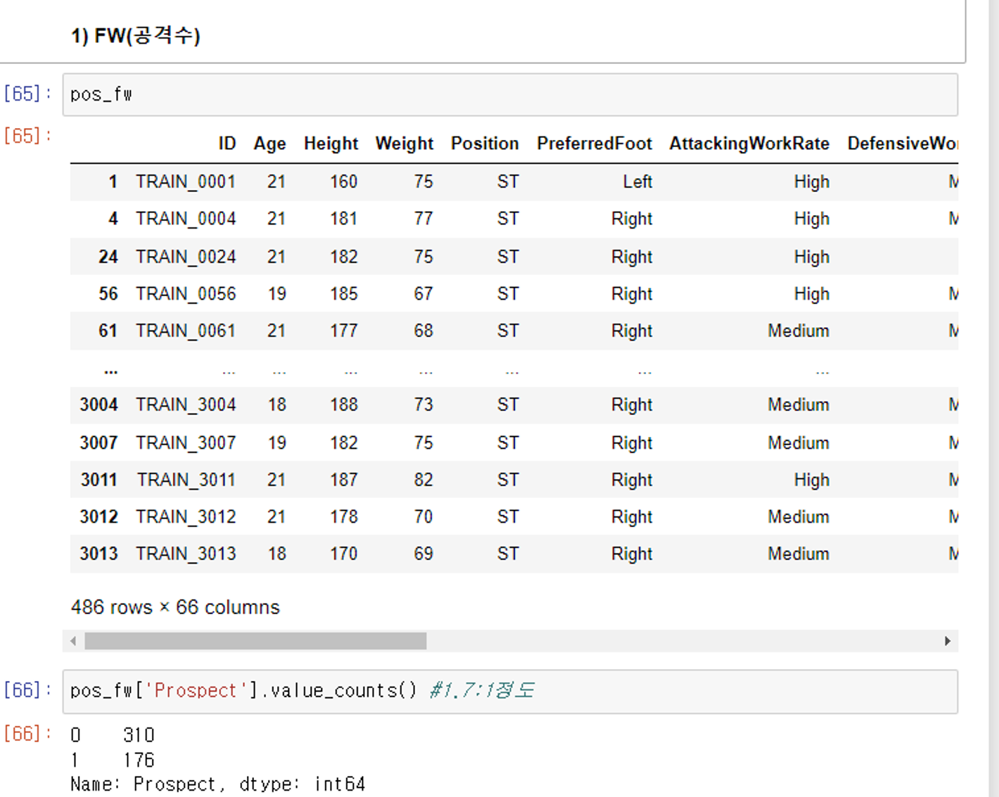 1) FW(공격수)
[65]: pos_fw
[65]:
ID Age Height Weight Position PreferredFoot AttackingWorkRate DefensiveWor
1 TRAIN_0001 21 160 75 ST Left High M
4 TRAIN_0004 21 181 77 ST Right High M
24 TRAIN_0024 21 182 75 ST Right High
56 TRAIN_0056 19 185 67 ST Right High M
61 TRAIN_0061 21 177 68 ST Right Medium M
... ... ... ... ... ... ... ...
3004 TRAIN_3004 18 188 73 ST Right Medium M
3007 TRAIN_3007 19 182 75 ST Right Medium M
3011 TRAIN_3011 21 187 82 ST Right High M
3012 TRAIN_3012 21 178 70 ST Right Medium M
3013 TRAIN_3013 18 170 69 ST Right Medium M
486 rows × 66 columns
[66]: pos_fw['Prospect'].value_counts() #1.7:1정도
[66]: 0 310
1 176
Name: Prospect, dtype: int64